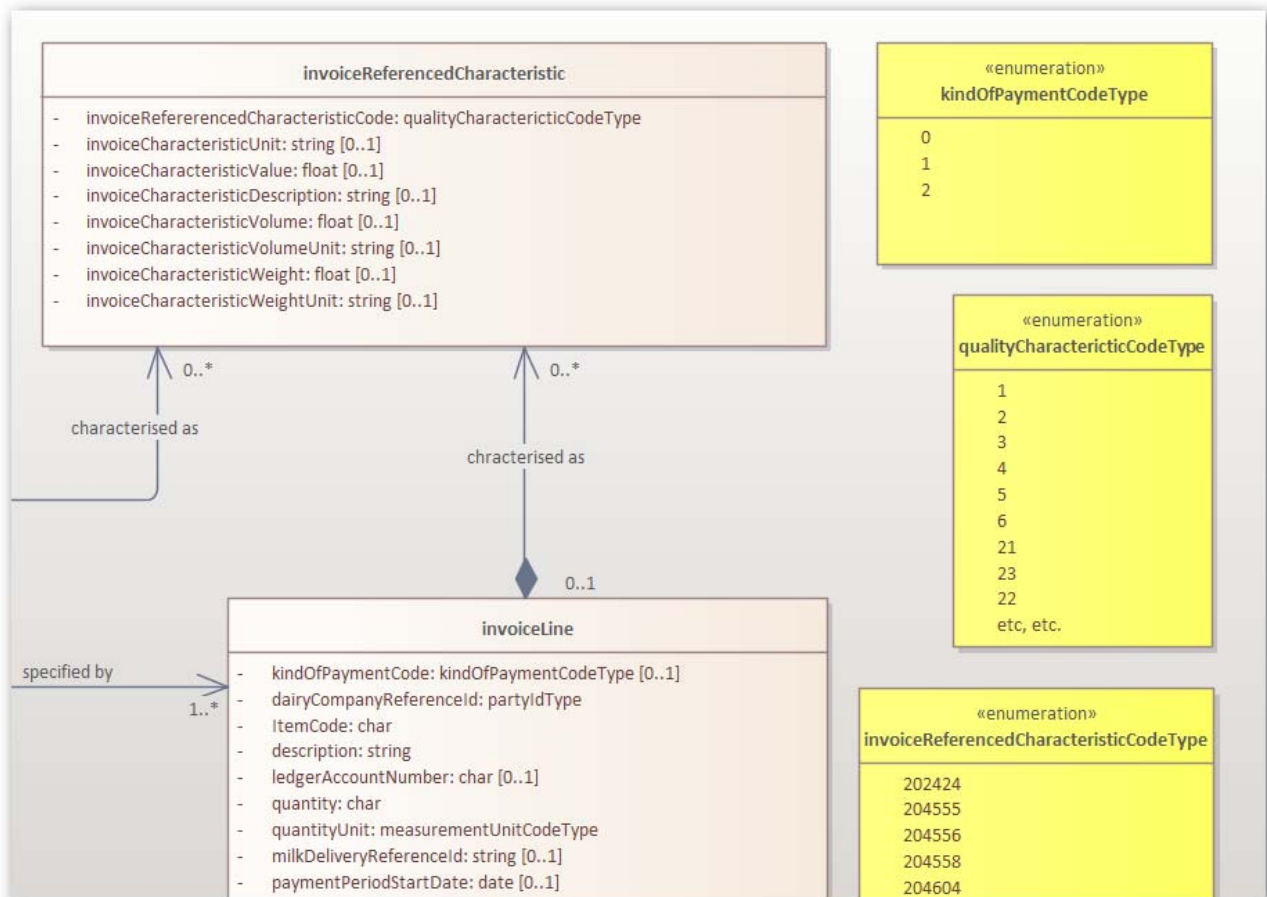 invoiceReferencedCharacteristic
- invoiceRefererencedCharacteristicCode: qualityCharactericticCodeType
- invoiceCharacteristicUnit: string [0..1]
- invoiceCharacteristicValue: float [0..1]
- invoiceCharacteristicDescription: string [0..1]
- invoiceCharacteristicVolume: float [0..1]
- invoiceCharacteristicVolumeUnit: string [0..1]
- invoiceCharacteristicWeight: float [0..1]
- invoiceCharacteristicWeightUnit: string [0..1]
«enumeration»
kindOfPaymentCodeType
0
1
2
«enumeration»
qualityCharactericticCodeType
1
2
3
4
5
6
21
23
22
etc, etc.
0..*
characterised as
0..*
chracterised as
0..1
specified by
1..*
invoiceLine
- kindOfPaymentCode: kindOfPaymentCodeType [0..1]
- dairyCompanyReferenceId: partyIdType
- ItemCode: char
- description: string
- ledgerAccountNumber: char [0..1]
- quantity: char
- quantityUnit: measurementUnitCodeType
- milkDeliveryReferenceId: string [0..1]
- paymentPeriodStartDate: date [0..1]
«enumeration»
invoiceReferencedCharacteristicCodeType
202424
204555
204556
204558
204604